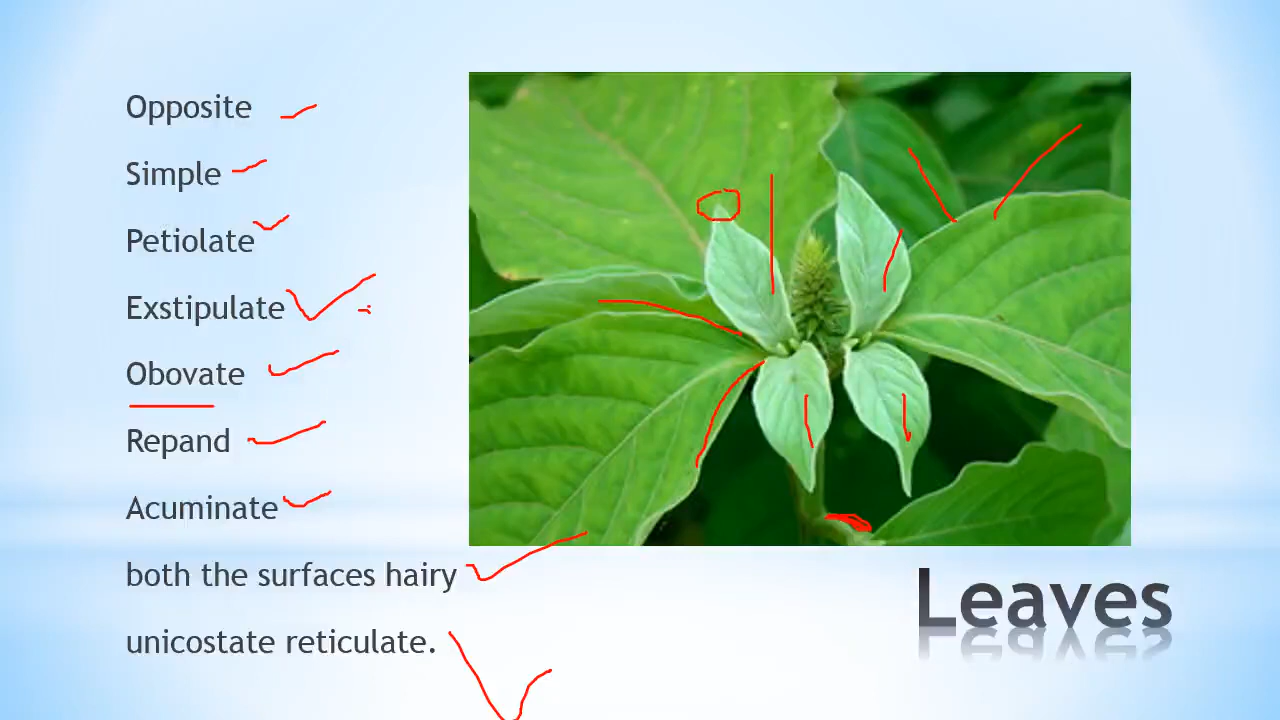 Opposite
Simple
Petiolate
Exstipulate
Obovate
Repand
Acuminate
both the surfaces hairy
unicostate reticulate.
Leaves